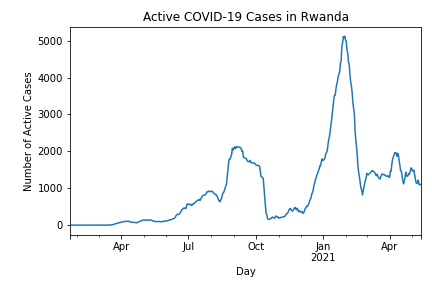 Active COVID-19 Cases in Rwanda
Number of Active Cases
5000
4000
3000
2000
1000
0
Apr Jul Oct Jan Apr
2021
Day